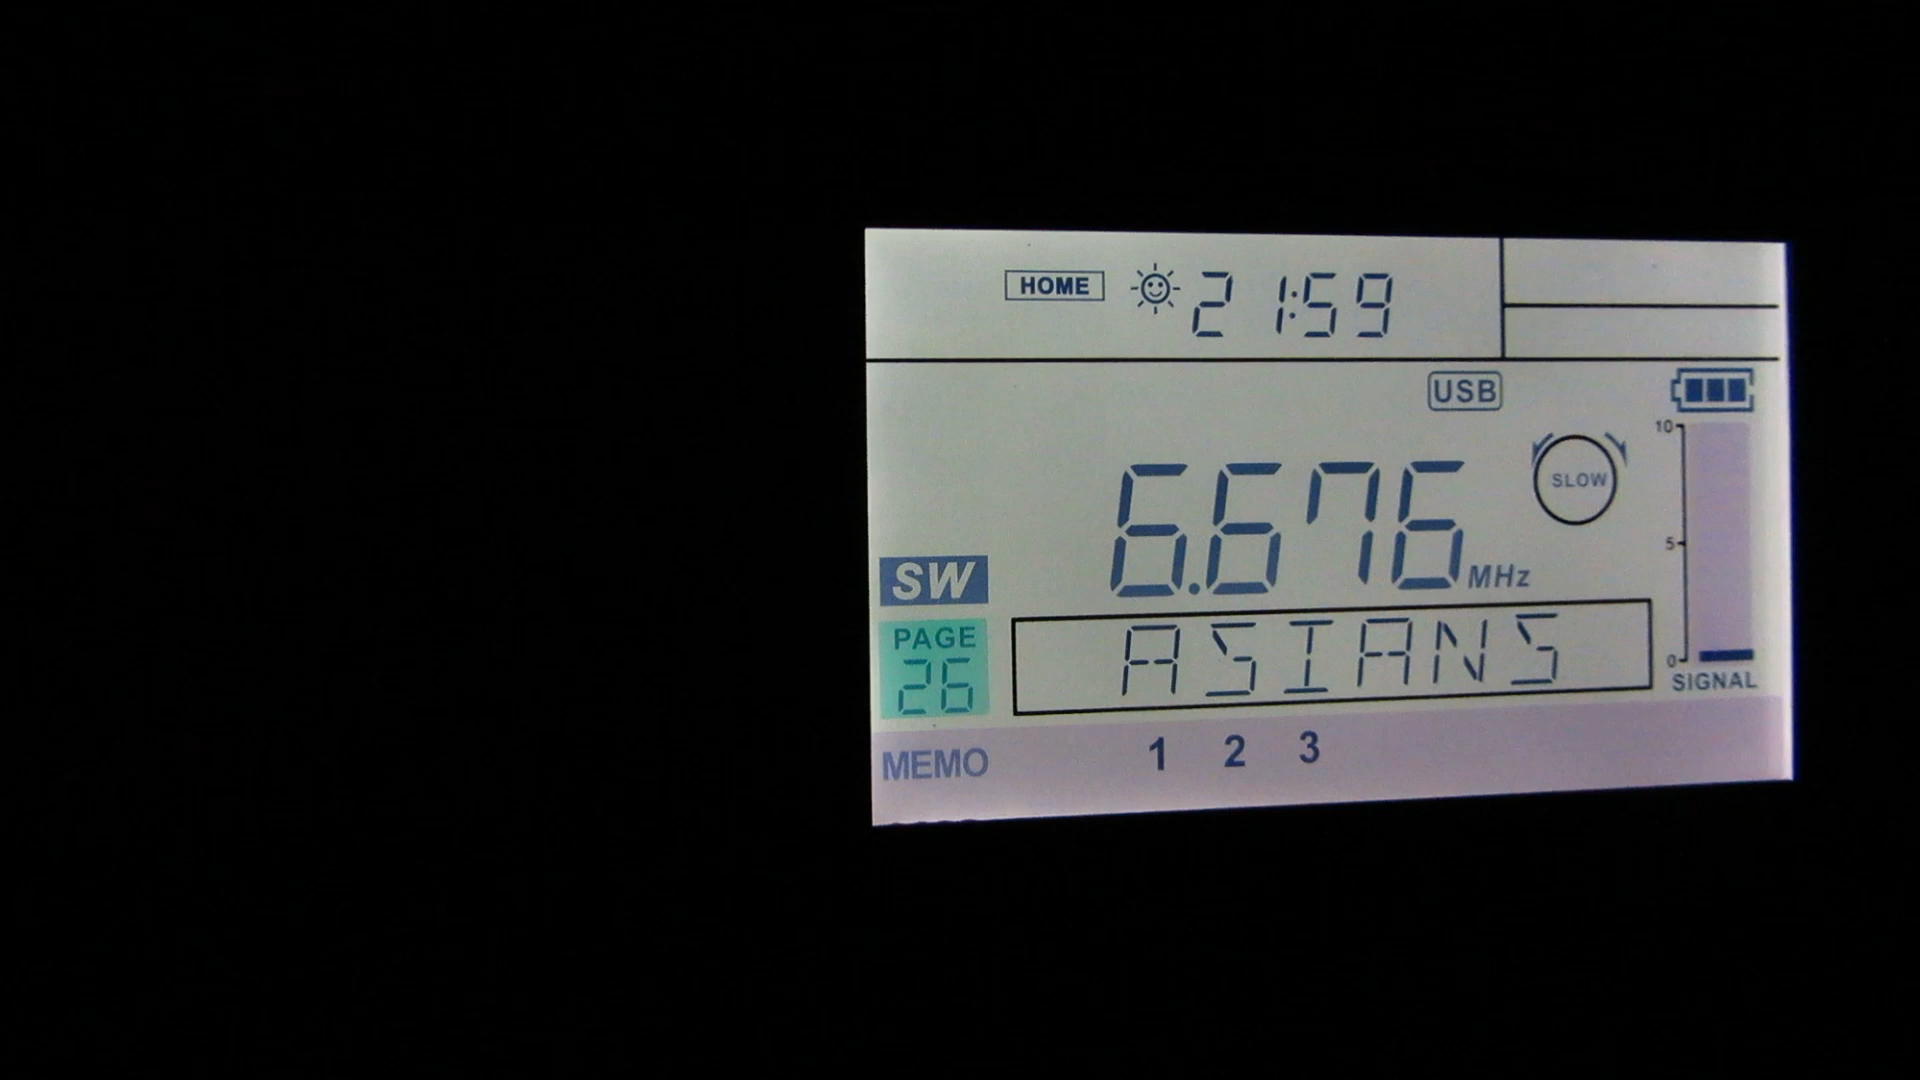 HOME 21:59
USB
10
6.676 MHz SLOW
5
SW
PAGE
26
ASIANS
0
SIGNAL
MEMO 1 2 3